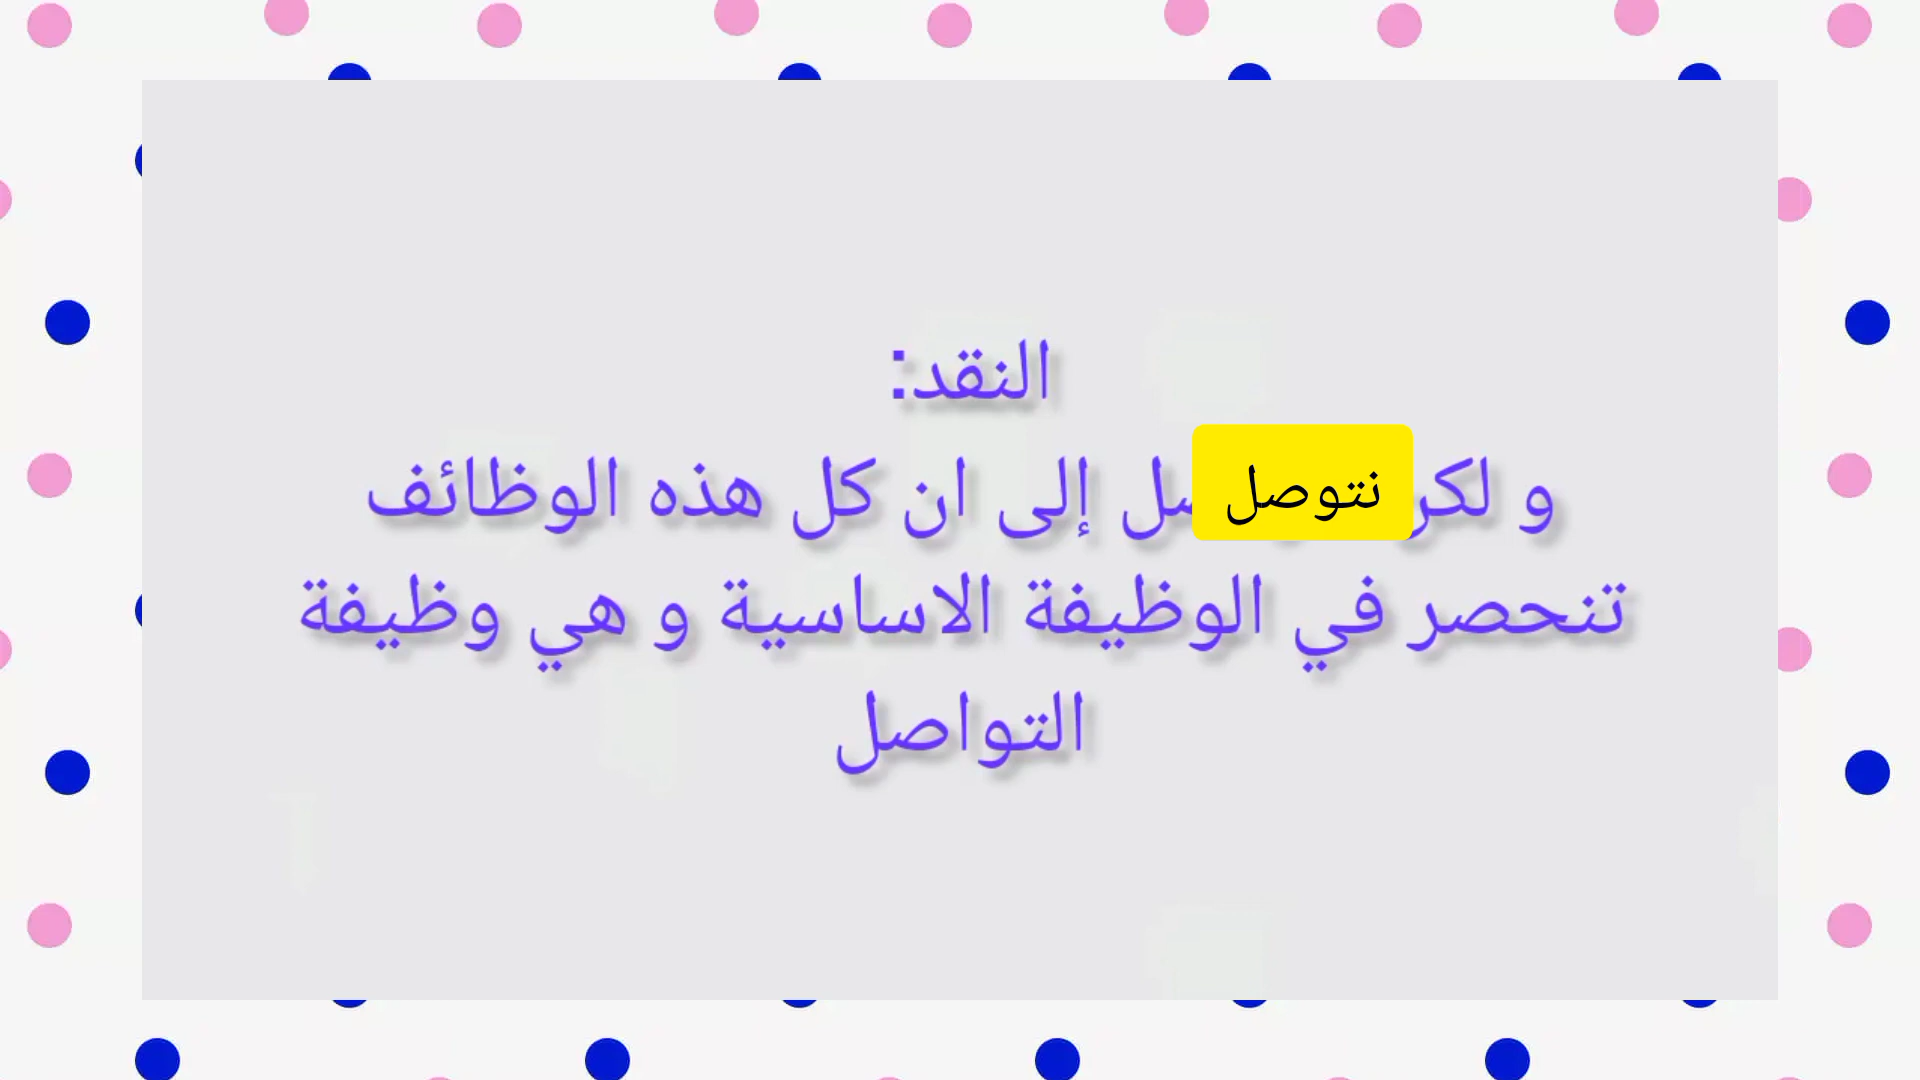 النقد:
و لكن نتوصل إلى ان كل هذه الوظائف
تنحصر في الوظيفة الاساسية و هي وظيفة
التواصل